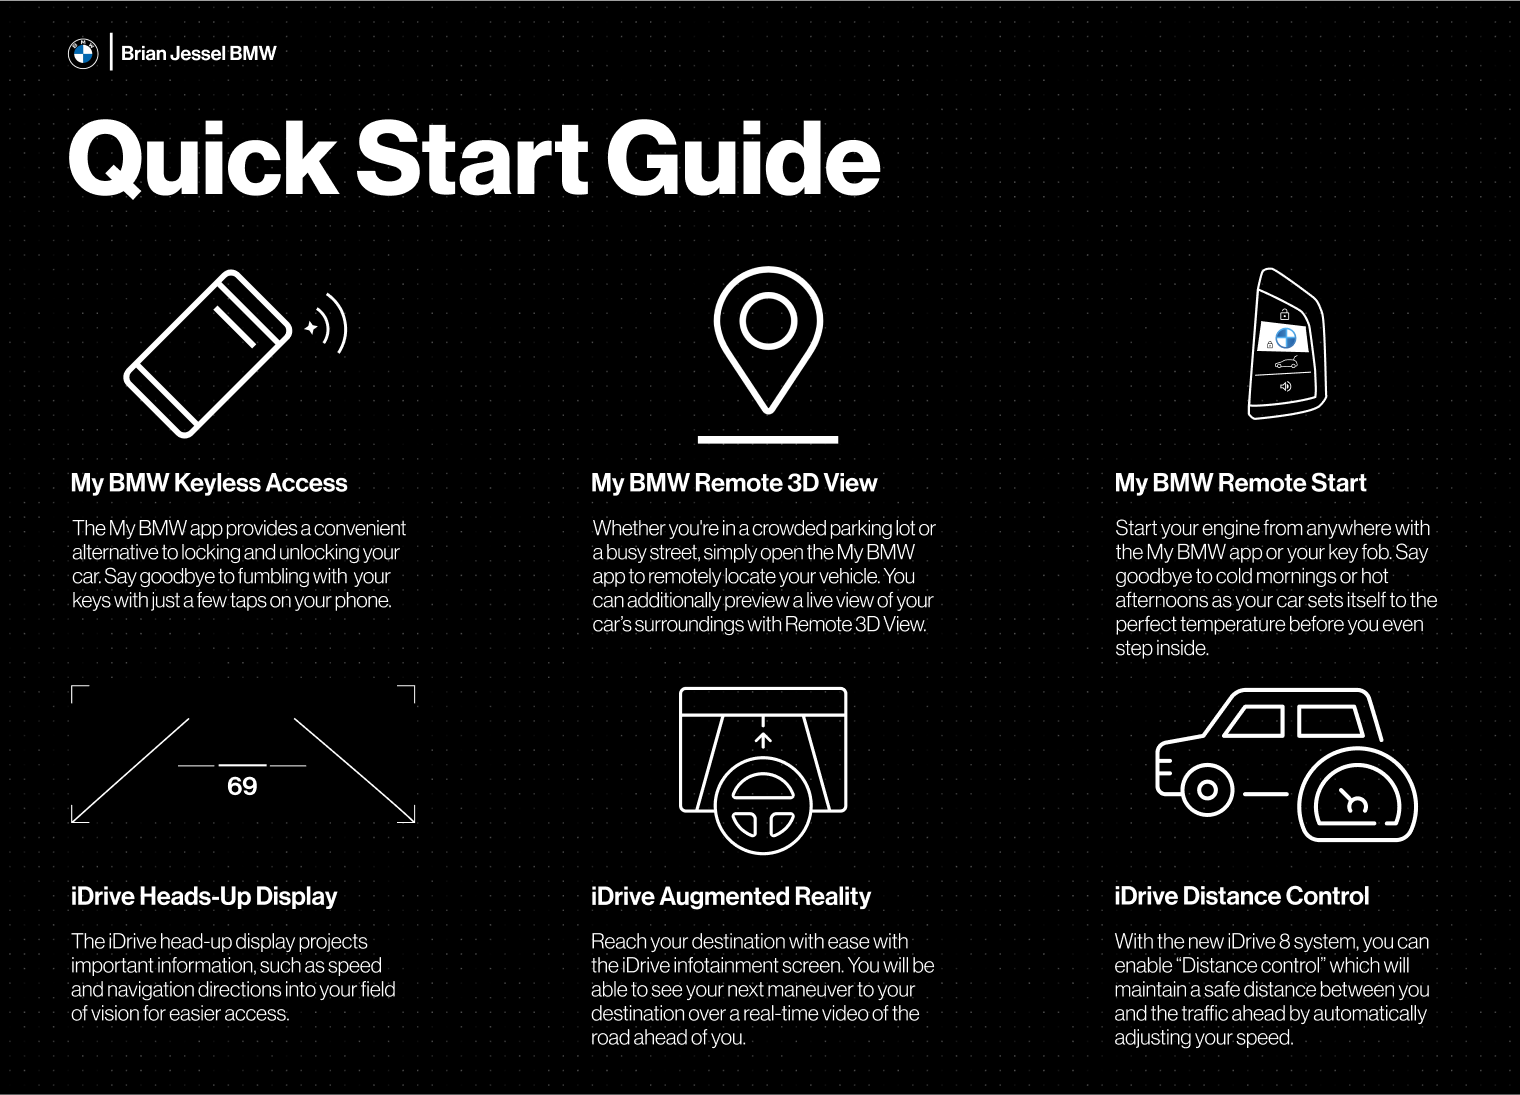 BMW
Brian Jessel BMW
Quick Start Guide
My BMW Keyless Access
The My BMW app provides a convenient
alternative to locking and unlocking your
car. Say goodbye to fumbling with your
keys with just a few taps on your phone.
My BMW Remote 3D View
Whether you're in a crowded parking lot or
a busy street, simply open the My BMW
app to remotely locate your vehicle. You
can additionally preview a live view of your
car’s surroundings with Remote 3D View.
My BMW Remote Start
Start your engine from anywhere with
the My BMW app or your key fob. Say
goodbye to cold mornings or hot
afternoons as your car sets itself to the
perfect temperature before you even
step inside.
69
iDrive Heads-Up Display
The iDrive head-up display projects
important information, such as speed
and navigation directions into your field
of vision for easier access.
iDrive Augmented Reality
Reach your destination with ease with
the iDrive infotainment screen. You will be
able to see your next maneuver to your
destination over a real-time video of the
road ahead of you.
iDrive Distance Control
With the new iDrive 8 system, you can
enable “Distance control” which will
maintain a safe distance between you
and the traffic ahead by automatically
adjusting your speed.